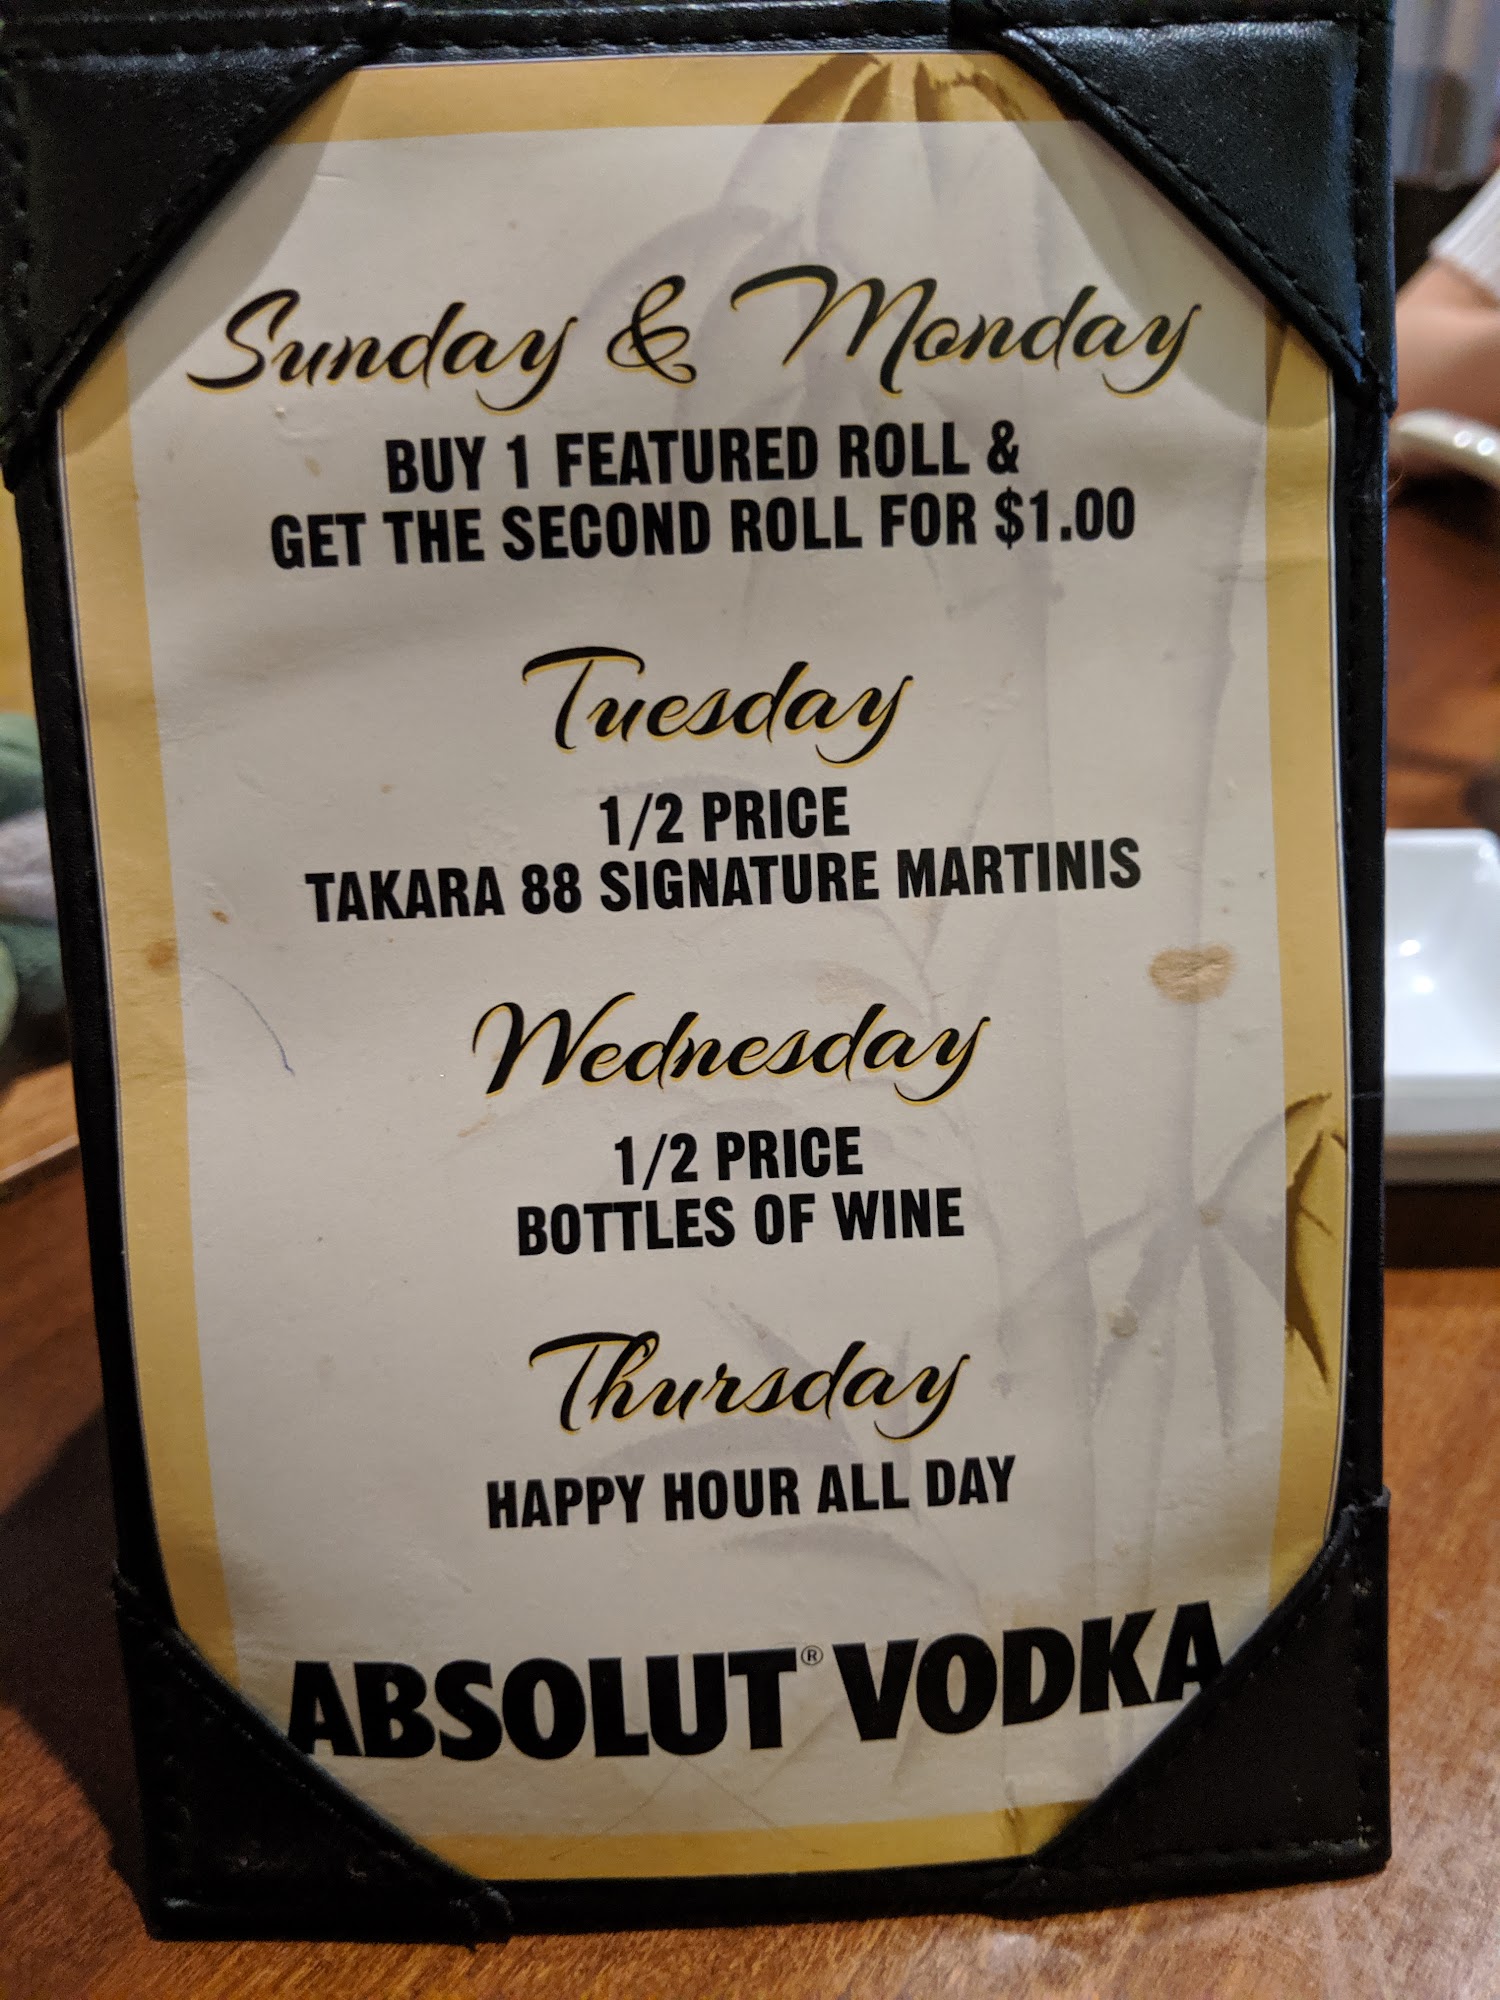 Sunday & Monday
BUY 1 FEATURED ROLL &
GET THE SECOND ROLL FOR $1.00
Tuesday
1/2 PRICE
TAKARA 88 SIGNATURE MARTINIS
Wednesday
1/2 PRICE
BOTTLES OF WINE
Thursday
HAPPY HOUR ALL DAY
ABSOLUT® VODKA